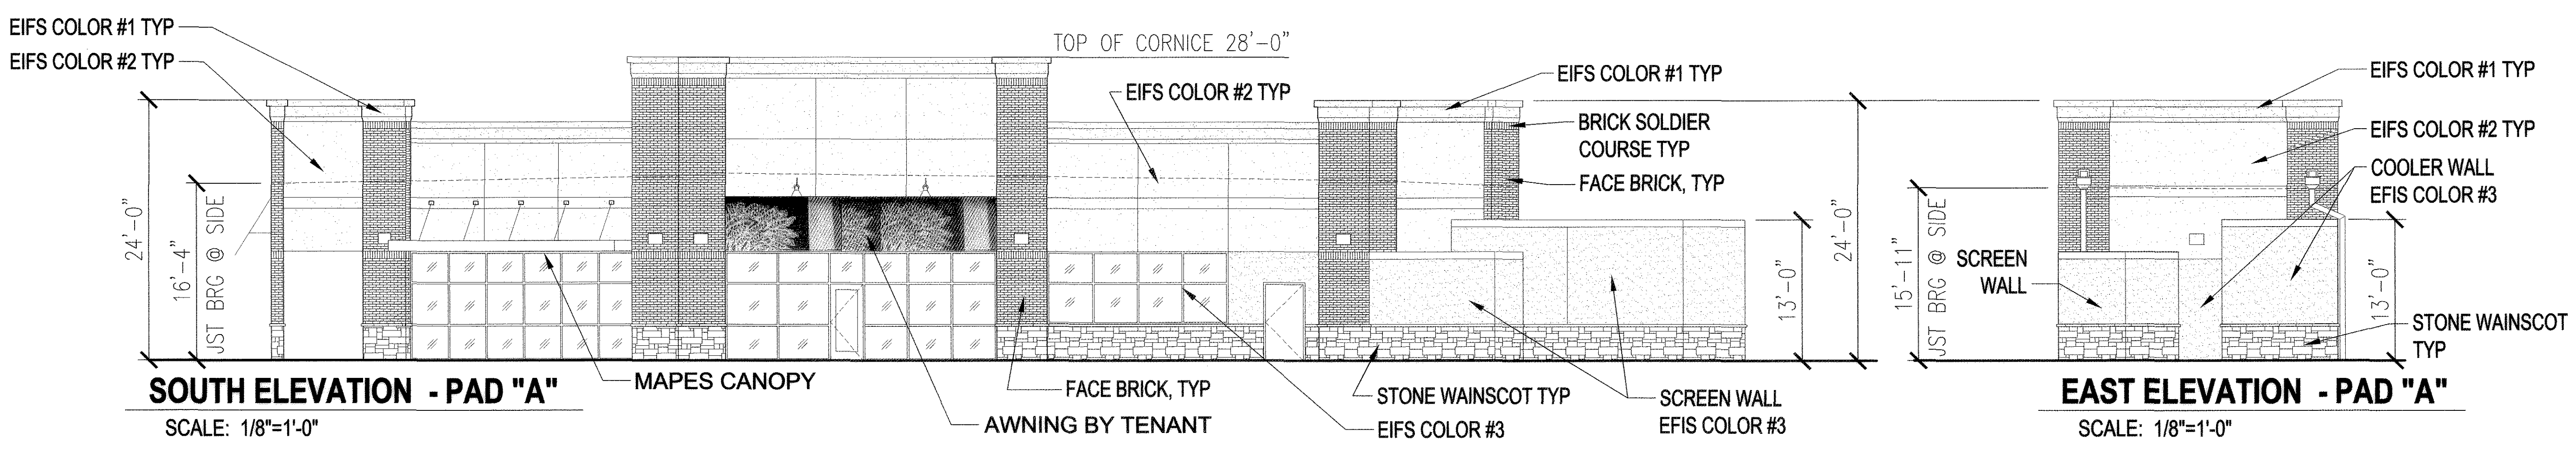 EIFS COLOR #1 TYP
EIFS COLOR #2 TYP
TOP OF CORNICE 28'-0"
EIFS COLOR #2 TYP
EIFS COLOR #1 TYP
BRICK SOLDIER
COURSE TYP
FACE BRICK, TYP
24'-0"
16'-4"
JST BRG @ SIDE
13'-0"
24'-0"
MAPES CANOPY
FACE BRICK, TYP
AWNING BY TENANT
STONE WAINSCOT TYP
EIFS COLOR #3
SCREEN WALL
EFIS COLOR #3
SOUTH ELEVATION - PAD "A"
SCALE: 1/8"=1'-0"
EIFS COLOR #1 TYP
EIFS COLOR #2 TYP
COOLER WALL
EFIS COLOR #3
15'-11"
JST BRG @ SIDE
SCREEN
WALL
13'-0"
STONE WAINSCOT
TYP
EAST ELEVATION - PAD "A"
SCALE: 1/8"=1'-0"